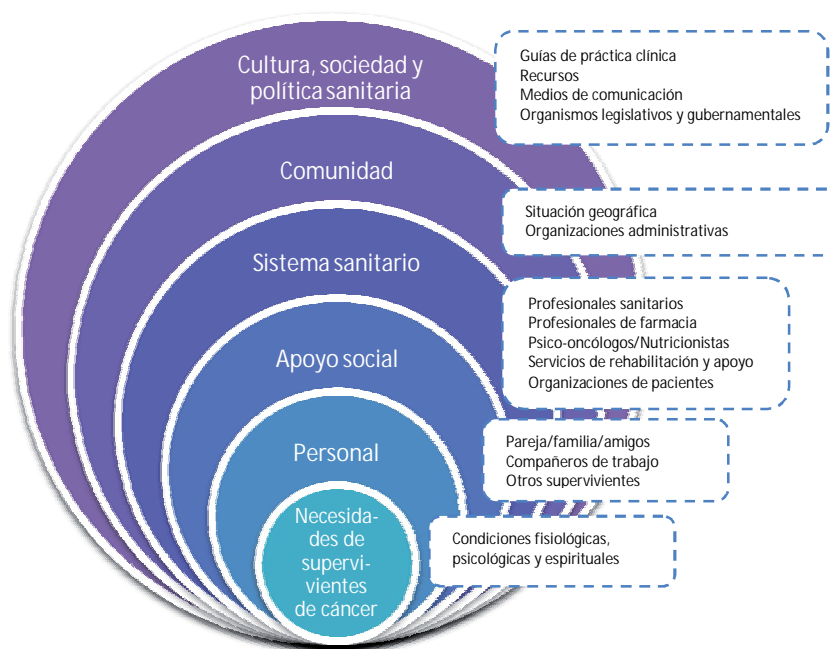 Cultura, sociedad y
política sanitaria
Guías de práctica clínica
Recursos
Medios de comunicación
Organismos legislativos y gubernamentales
Comunidad
Situación geográfica
Organizaciones administrativas
Sistema sanitario
Profesionales sanitarios
Profesionales de farmacia
Psico-oncólogos/Nutricionistas
Servicios de rehabilitación y apoyo
Organizaciones de pacientes
Apoyo social
Pareja/familia/amigos
Compañeros de trabajo
Otros supervivientes
Personal
Condiciones fisiológicas,
psicológicas y espirituales
Necesida-
des de
supervi-
vientes
de cáncer